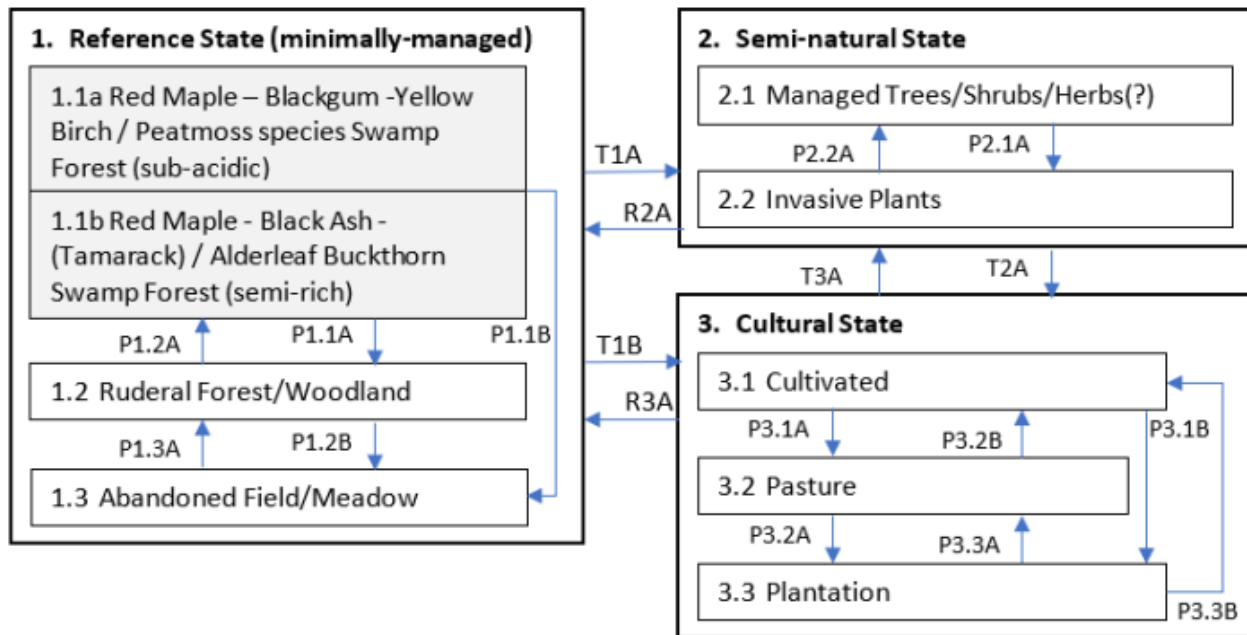 1. Reference State (minimally-managed)
1.1a Red Maple – Blackgum -Yellow
Birch / Peatmoss species Swamp
Forest (sub-acidic)
1.1b Red Maple - Black Ash -
(Tamarack) / Alderleaf Buckthorn
Swamp Forest (semi-rich)
P1.2A
P1.1A
P1.1B
1.2 Ruderal Forest/Woodland
P1.3A
P1.2B
1.3 Abandoned Field/Meadow
T1A
R2A
T1B
R3A
2. Semi-natural State
2.1 Managed Trees/Shrubs/Herbs(?)
P2.2A
P2.1A
2.2 Invasive Plants
T3A
T2A
3. Cultural State
3.1 Cultivated
P3.1A
P3.2B
P3.1B
3.2 Pasture
P3.2A
P3.3A
3.3 Plantation
P3.3B